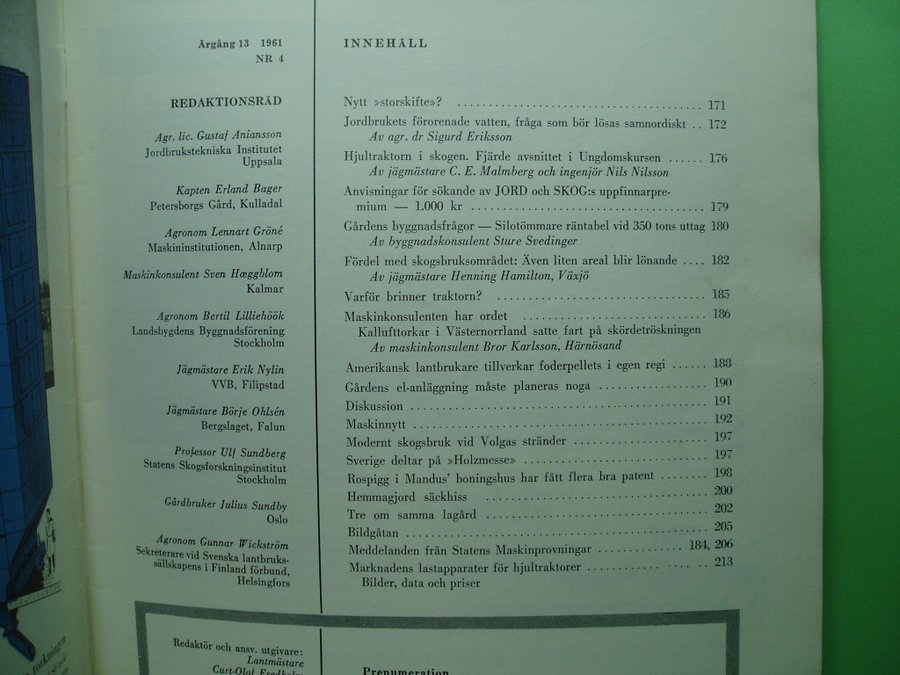 Årgång 13 1961
NR 4
REDAKTIONSRÅD
Agr. lic. Gustaf Aniansson
Jordbrukstekniska Institutet
Uppsala
Kapten Erland Bager
Petersborgs Gård, Kulladal
Agronom Lennart Gröné
Maskininstitutionen, Alnarp
Maskinkonsulent Sven Hæggblom
Kalmar
Agronom Bertil Lilliehöök
Landsbygdens Byggnadsförening
Stockholm
Jägmästare Erik Nylin
VVB, Filipstad
Jägmästare Börje Ohlsén
Bergslaget, Falun
Professor Ulf Sundberg
Statens Skogsforskningsinstitut
Stockholm
Gårdbruker Julius Sundby
Oslo
Agronom Gunnar Wickström
Sekreterare vid Svenska lantbruks-
sällskapens i Finland förbund,
Helsingfors
INNEHÅLL
Nytt »storskifte»? ........ 171
Jordbrukets förorenade vatten, fråga som bör lösas samnordiskt .. 172
Av agr. dr Sigurd Eriksson
Hjultraktorn i skogen. Fjärde avsnittet i Ungdomskursen ...... 176
Av jägmästare C. E. Malmberg och ingenjör Nils Nilsson
Anvisningar för sökande av JORD och SKOG:s uppfinnarpre-
mium — 1.000 kr ........ 179
Gårdens byggnadsfrågor — Silotömmare räntabel vid 350 tons uttag 180
Av byggnadskonsulent Sture Svedinger
Fördel med skogsbruksområdet: Även liten areal blir lönande .... 182
Av jägmästare Henning Hamilton, Växjö
Varför brinner traktorn? ........ 185
Maskinkonsulenten har ordet ........ 186
Kallufttorkar i Västernorrland satte fart på skördetröskningen
Av maskinkonsulent Bror Karlsson, Härnösand
Amerikansk lantbrukare tillverkar foderpellets i egen regi ...... 188
Gårdens el-anläggning måste planeras noga ........ 190
Diskussion ........ 191
Maskinnytt ........ 192
Modernt skogsbruk vid Volgas stränder ........ 197
Sverige deltar på »Holzmesse» ........ 197
Rospigg i Mandus' boningshus har fått flera bra patent ........ 198
Hemmagjord säckhiss ........ 200
Tre om samma lagård ........ 202
Bildgåtan ........ 205
Meddelanden från Statens Maskinprovningar ........ 184, 206
Marknadens lastapparater för hjultraktorer ........ 213
Bilder, data och priser
Redaktör och ansv. utgivare:
Lantmästare
Curt-Olof
Prenumeration
torkningen